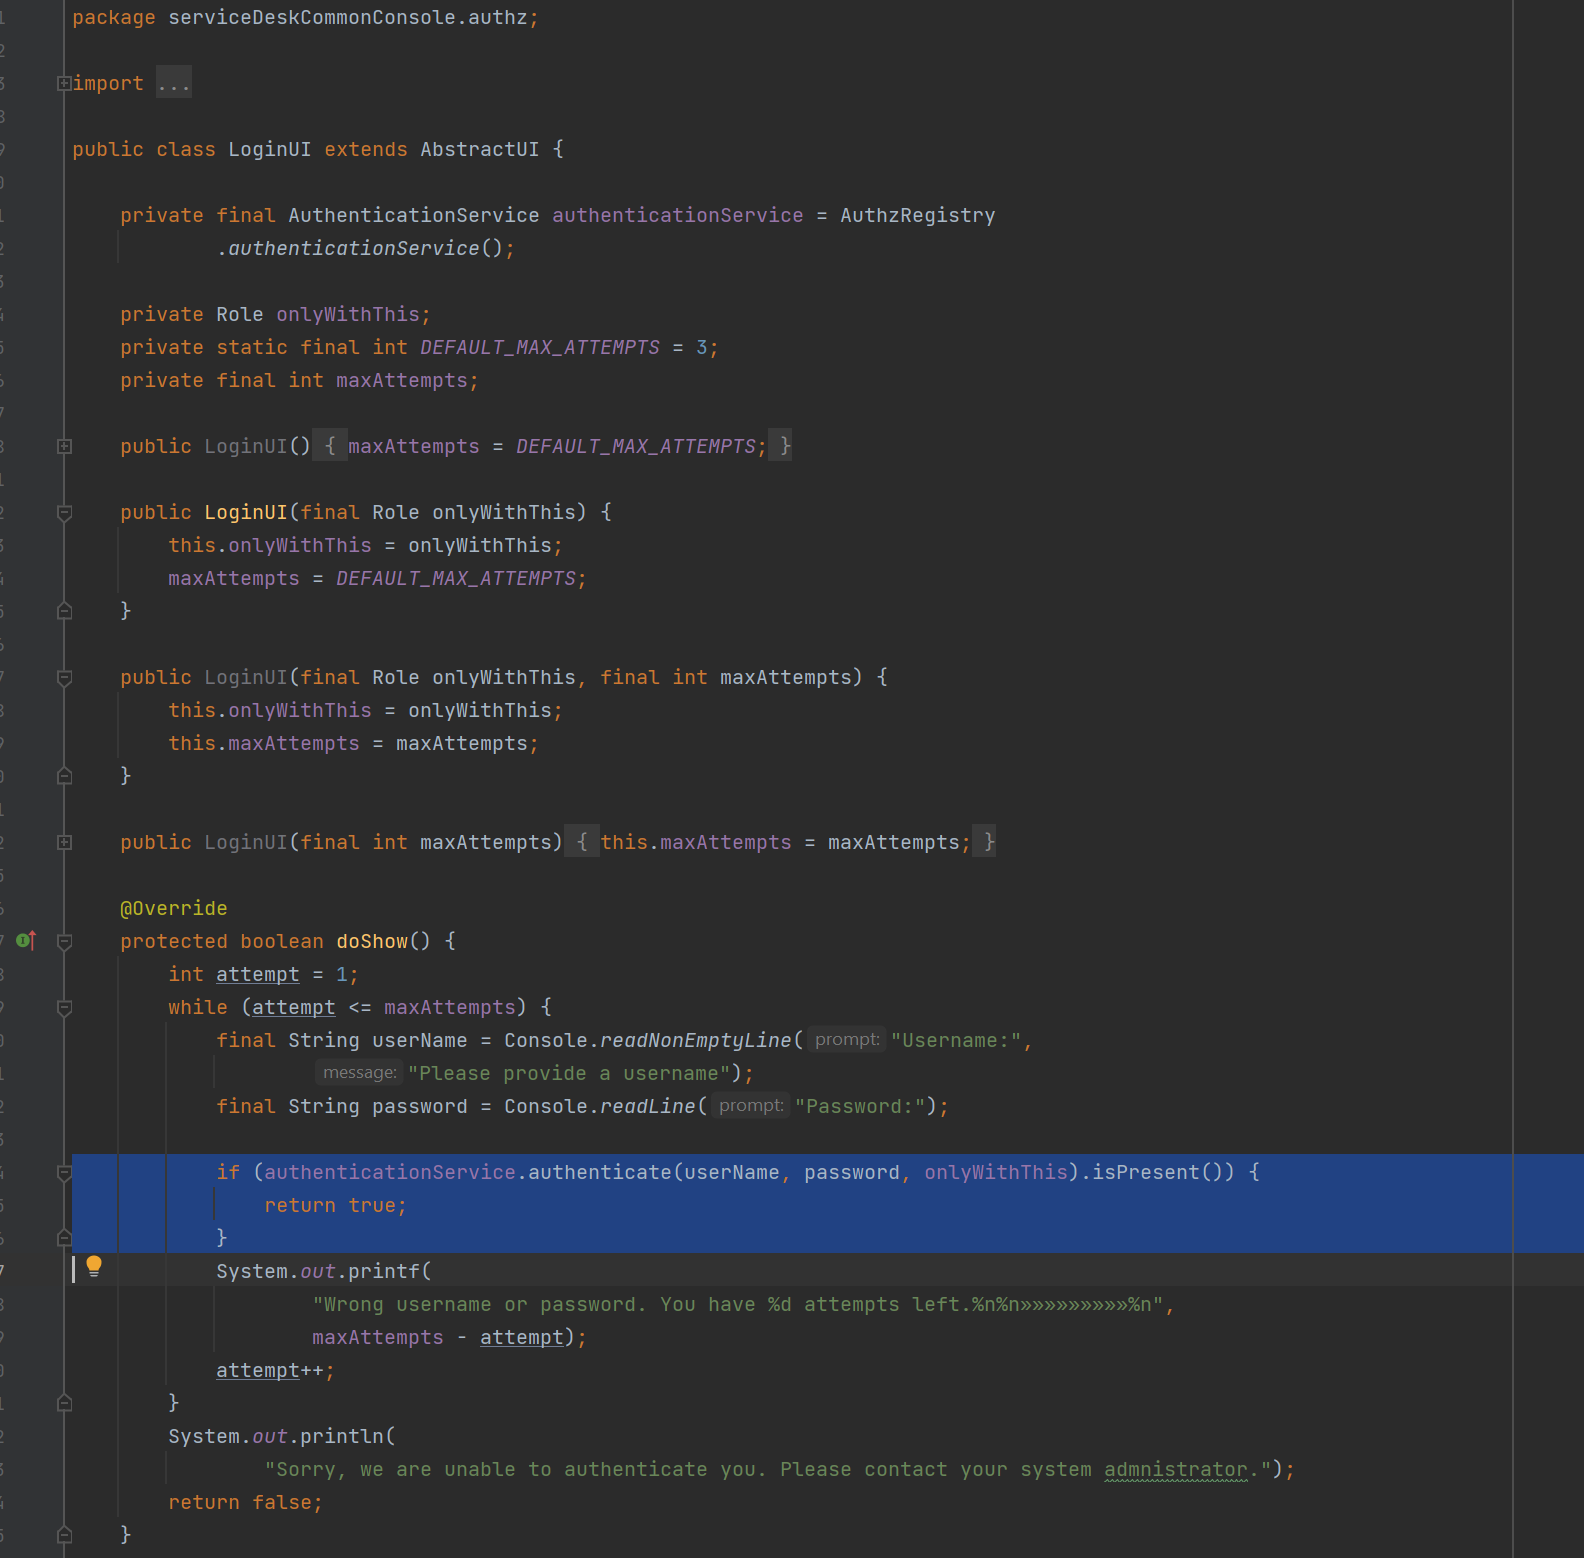 package serviceDeskCommonConsole.authz;
import ...
public class LoginUI extends AbstractUI {
private final AuthenticationService authenticationService = AuthzRegistry
.authenticationService();
private Role onlyWithThis;
private static final int DEFAULT_MAX_ATTEMPTS = 3;
private final int maxAttempts;
public LoginUI() { maxAttempts = DEFAULT_MAX_ATTEMPTS; }
public LoginUI(final Role onlyWithThis) {
this.onlyWithThis = onlyWithThis;
maxAttempts = DEFAULT_MAX_ATTEMPTS;
}
public LoginUI(final Role onlyWithThis, final int maxAttempts) {
this.onlyWithThis = onlyWithThis;
this.maxAttempts = maxAttempts;
}
public LoginUI(final int maxAttempts) { this.maxAttempts = maxAttempts; }
@Override
protected boolean doShow() {
int attempt = 1;
while (attempt <= maxAttempts) {
final String userName = Console.readNonEmptyLine( prompt: "Username:",
message: "Please provide a username");
final String password = Console.readLine( prompt: "Password:");
if (authenticationService.authenticate(userName, password, onlyWithThis).isPresent()) {
return true;
}
System.out.printf(
"Wrong username or password. You have %d attempts left.%n%n»»»»»»»»»%n",
maxAttempts - attempt);
attempt++;
}
System.out.println(
"Sorry, we are unable to authenticate you. Please contact your system admnistrator.");
return false;
}